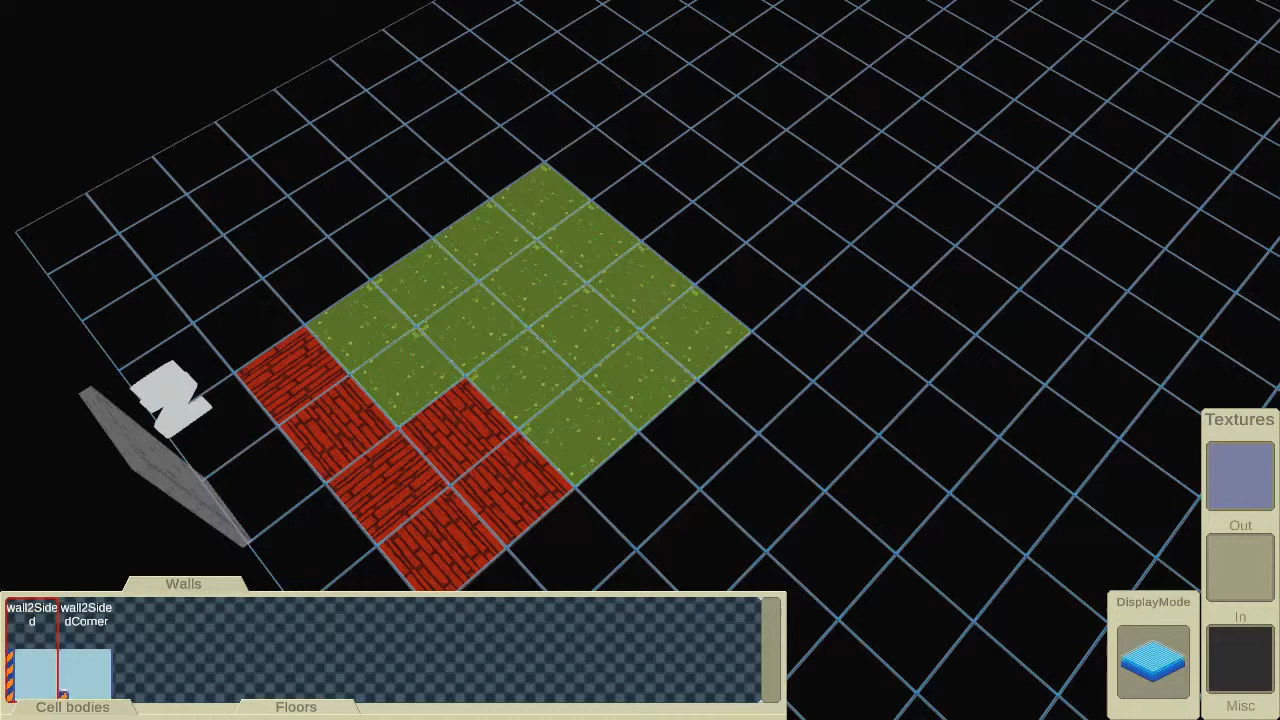 Textures
Out
In
Misc
DisplayMode
Walls
wall2Side wall2Side
d dCorner
Cell bodies
Floors